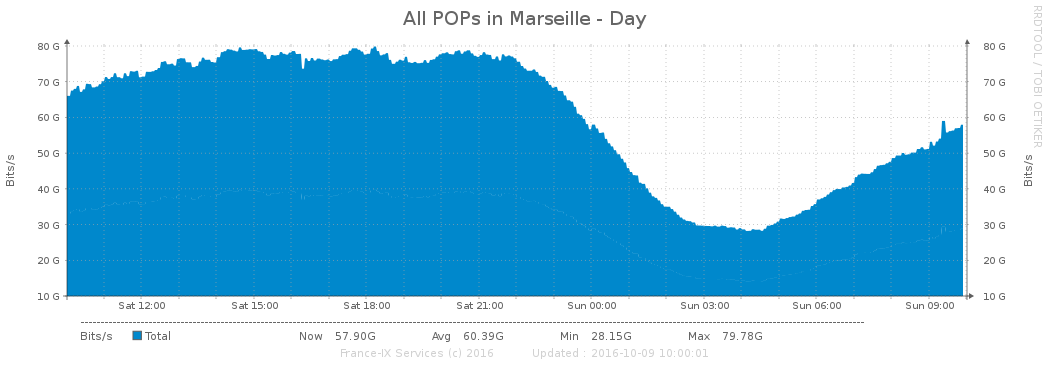 All POPs in Marseille - Day
RRDTOOL / TOBI OETIKER
Bits/s
80 G 80 G
70 G 70 G
60 G 60 G
50 G 50 G
40 G 40 G
30 G 30 G
20 G 20 G
10 G 10 G
Bits/s
Sat 12:00 Sat 15:00 Sat 18:00 Sat 21:00 Sun 00:00 Sun 03:00 Sun 06:00 Sun 09:00
Bits/s Total Now 57.90G Avg 60.39G Min 28.15G Max 79.78G
France-IX Services (c) 2016 Updated : 2016-10-09 10:00:01